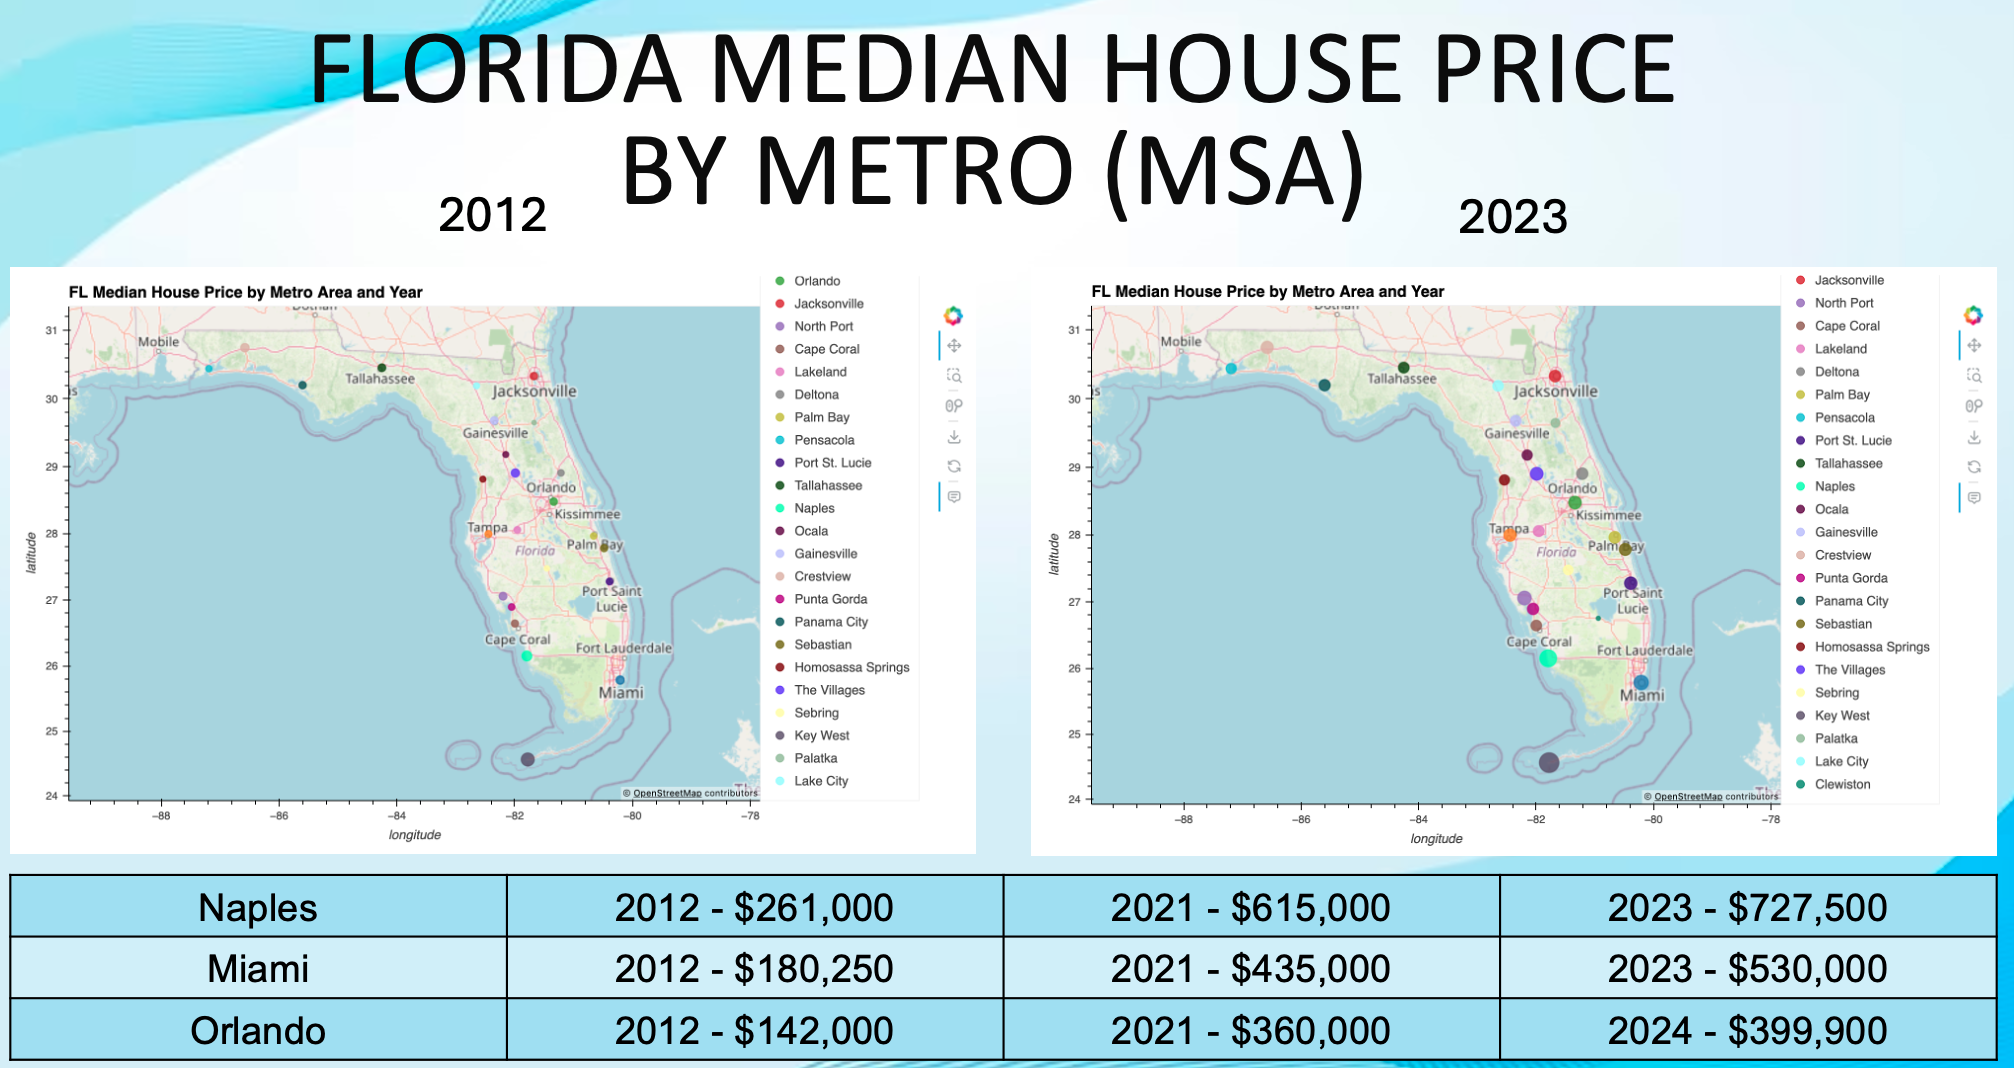 FLORIDA MEDIAN HOUSE PRICE
BY METRO (MSA)
2012
2023
FL Median House Price by Metro Area and Year
31
30
29
28
27
26
25
24
latitude
-88
-86
-84
-82
-80
-78
longitude
Mobile
Tallahassee
Jacksonville
Gainesville
Orlando
Kissimmee
Tampa
Florida
Palm Bay
Port Saint
Lucie
Cape Coral
Fort Lauderdale
Miami
© OpenStreetMap contributors
Orlando
Jacksonville
North Port
Cape Coral
Lakeland
Deltona
Palm Bay
Pensacola
Port St. Lucie
Tallahassee
Naples
Ocala
Gainesville
Crestview
Punta Gorda
Panama City
Sebastian
Homosassa Springs
The Villages
Sebring
Key West
Palatka
Lake City
FL Median House Price by Metro Area and Year
31
30
29
28
27
26
25
24
latitude
-88
-86
-84
-82
-80
-78
longitude
Mobile
Tallahassee
Jacksonville
Gainesville
Orlando
Kissimmee
Tampa
Florida
Palm Bay
Port Saint
Lucie
Cape Coral
Fort Lauderdale
Miami
© OpenStreetMap contributors
Jacksonville
North Port
Cape Coral
Lakeland
Deltona
Palm Bay
Pensacola
Port St. Lucie
Tallahassee
Naples
Ocala
Gainesville
Crestview
Punta Gorda
Panama City
Sebastian
Homosassa Springs
The Villages
Sebring
Key West
Palatka
Lake City
Clewiston
Naples 2012 - $261,000 2021 - $615,000 2023 - $727,500
Miami 2012 - $180,250 2021 - $435,000 2023 - $530,000
Orlando 2012 - $142,000 2021 - $360,000 2024 - $399,900